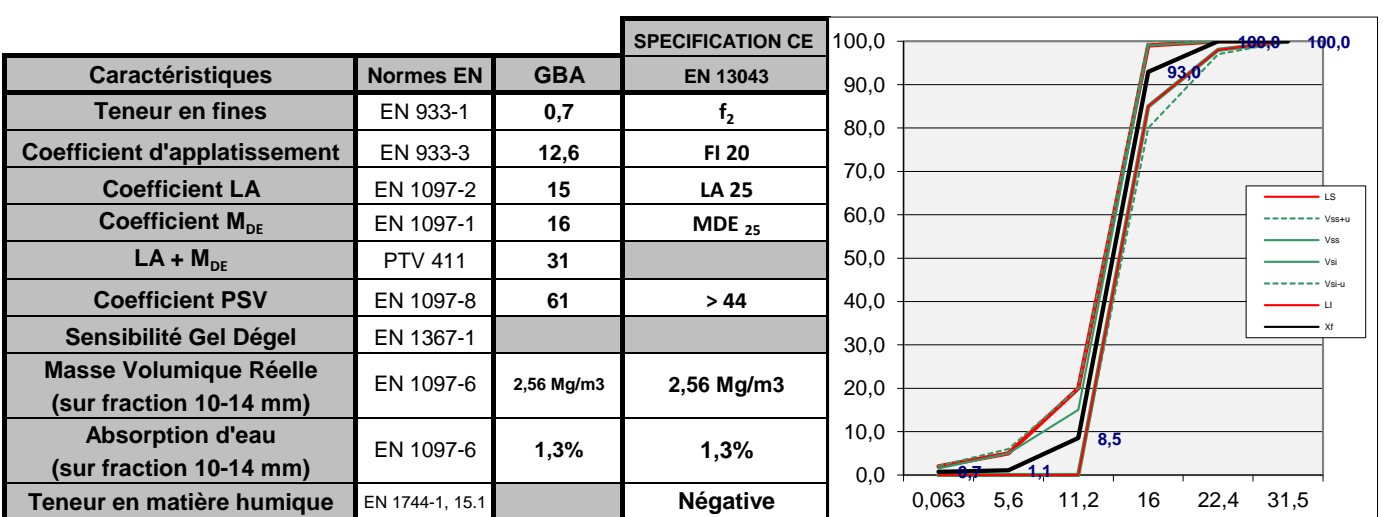 SPECIFICATION CE
Caractéristiques Normes EN GBA EN 13043
Teneur en fines EN 933-1 0,7 f2
Coefficient d'applatissement EN 933-3 12,6 FI 20
Coefficient LA EN 1097-2 15 LA 25
Coefficient MDE EN 1097-1 16 MDE 25
LA + MDE PTV 411 31
Coefficient PSV EN 1097-8 61 > 44
Sensibilité Gel Dégel EN 1367-1
Masse Volumique Réelle
(sur fraction 10-14 mm) EN 1097-6 2,56 Mg/m3 2,56 Mg/m3
Absorption d'eau
(sur fraction 10-14 mm) EN 1097-6 1,3% 1,3%
Teneur en matière humique EN 1744-1, 15.1 Négative
100,0
90,0
80,0
70,0
60,0
50,0
40,0
30,0
20,0
10,0
0,0
0,063 5,6 11,2 16 22,4 31,5
0,7
1,1
8,5
93,0
100,0
100,0
LS
Vss+u
Vss
Vsi
Vsi-u
LI
Xf